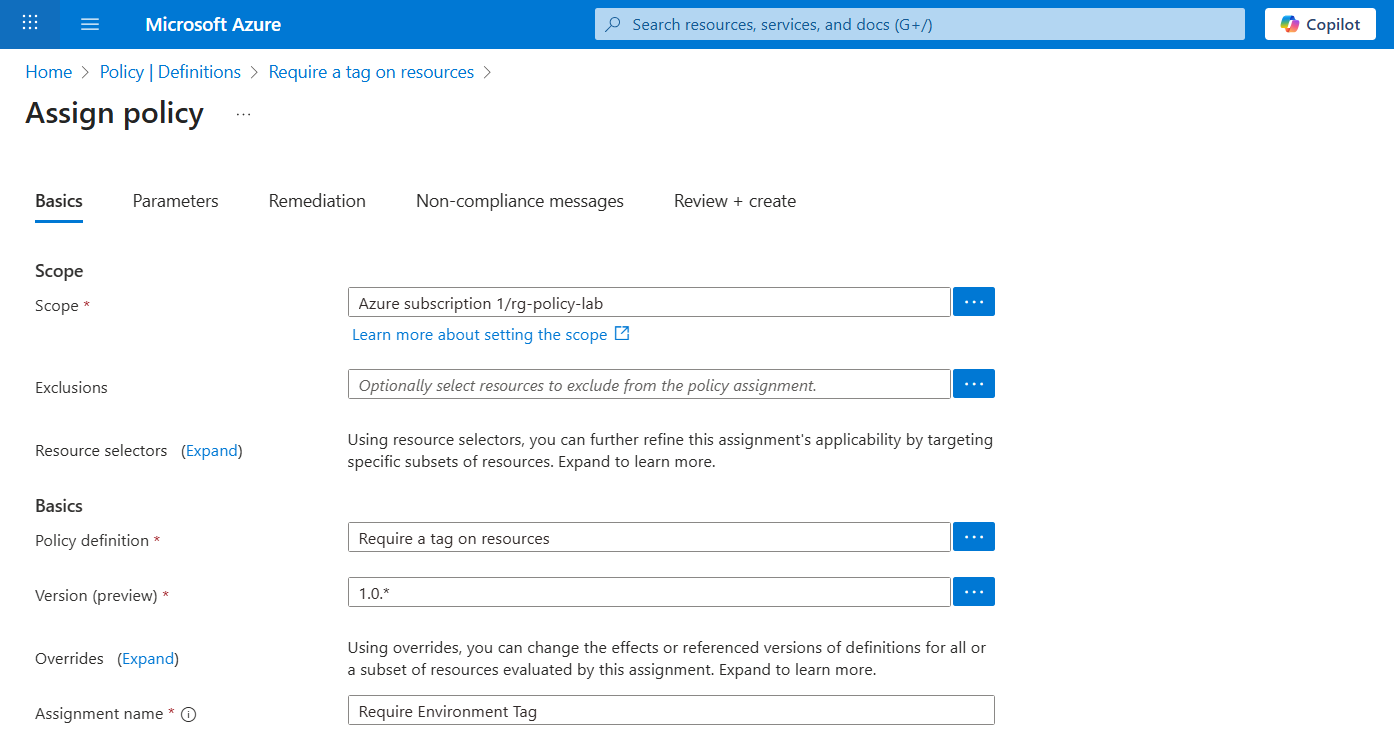 Microsoft Azure
Search resources, services, and docs (G+/)
Copilot
Home > Policy | Definitions > Require a tag on resources >
Assign policy ...
Basics Parameters Remediation Non-compliance messages Review + create
Scope
Scope *
Azure subscription 1/rg-policy-lab
Learn more about setting the scope
Exclusions
Optionally select resources to exclude from the policy assignment.
Resource selectors (Expand)
Using resource selectors, you can further refine this assignment's applicability by targeting
specific subsets of resources. Expand to learn more.
Basics
Policy definition *
Require a tag on resources
Version (preview) *
1.0.*
Overrides (Expand)
Using overrides, you can change the effects or referenced versions of definitions for all or
a subset of resources evaluated by this assignment. Expand to learn more.
Assignment name *
Require Environment Tag